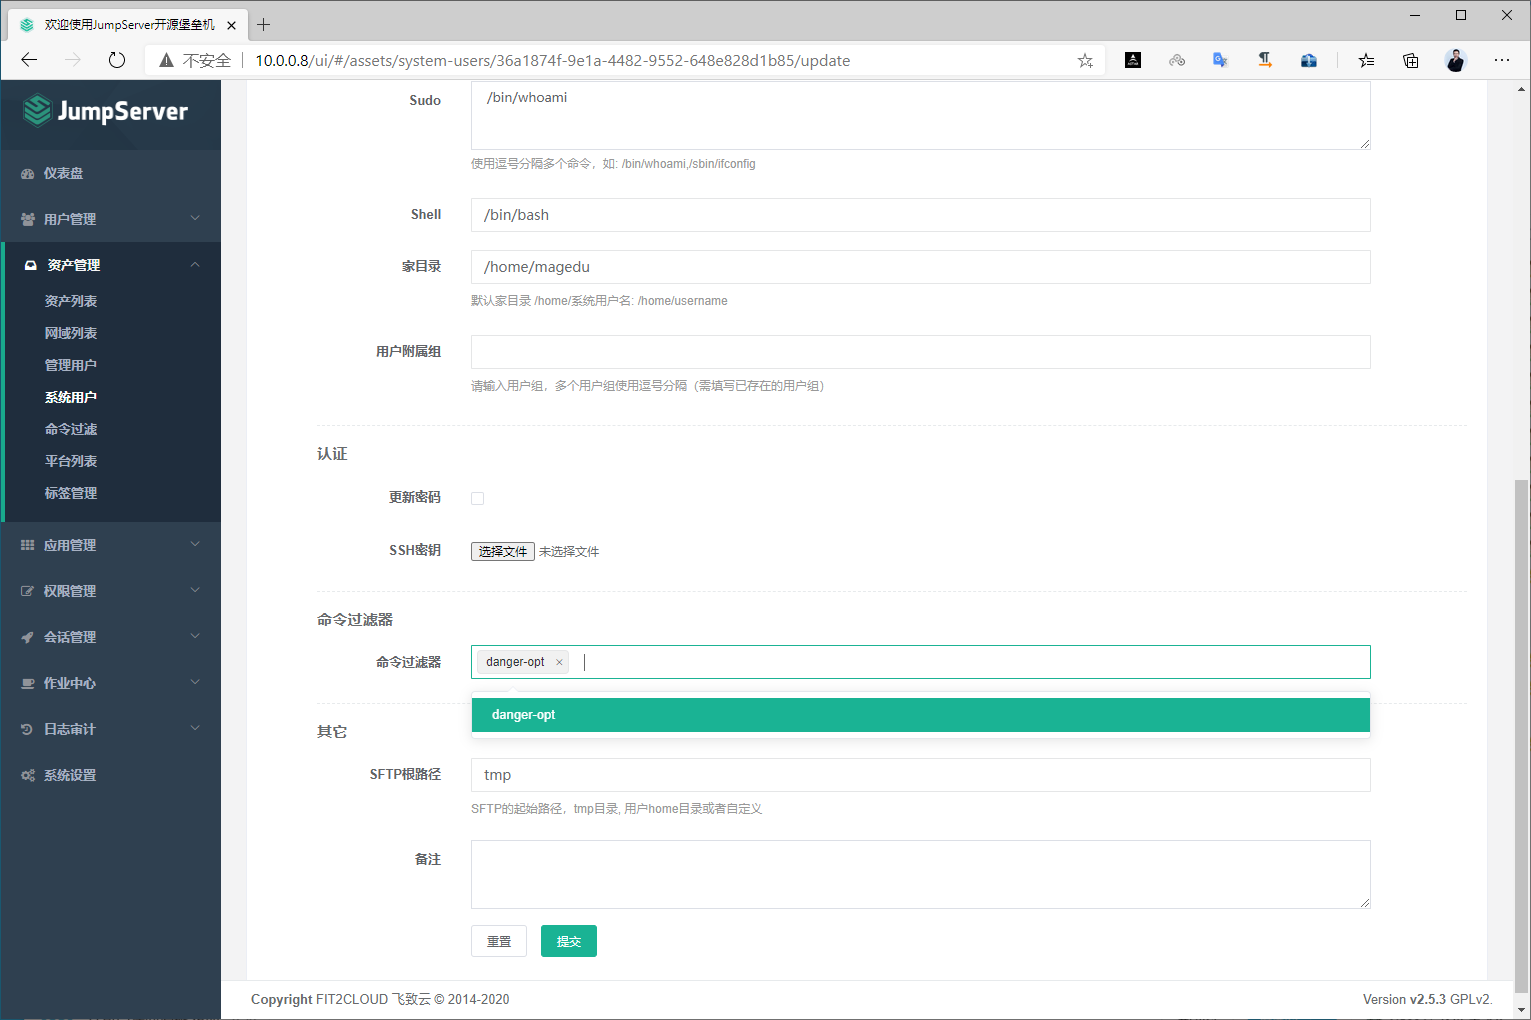 欢迎使用JumpServer开源堡垒机
不安全
10.0.0.8/ui/#/assets/system-users/36a1874f-9e1a-4482-9552-648e828d1b85/update
JumpServer
仪表盘
用户管理
资产管理
资产列表
网域列表
管理用户
系统用户
命令过滤
平台列表
标签管理
应用管理
权限管理
会话管理
作业中心
日志审计
系统设置
Sudo
/bin/whoami
使用逗号分隔多个命令，如: /bin/whoami,/sbin/ifconfig
Shell
/bin/bash
家目录
/home/magedu
默认家目录 /home/系统用户名: /home/username
用户附属组
请输入用户组，多个用户组使用逗号分隔（需填写已存在的用户组）
认证
更新密码
SSH密钥
选择文件 未选择文件
命令过滤器
命令过滤器
danger-opt ×
danger-opt
其它
SFTP根路径
tmp
SFTP的起始路径，tmp目录, 用户home目录或者自定义
备注
重置
提交
Copyright FIT2CLOUD 飞致云 © 2014-2020
Version v2.5.3 GPLv2.